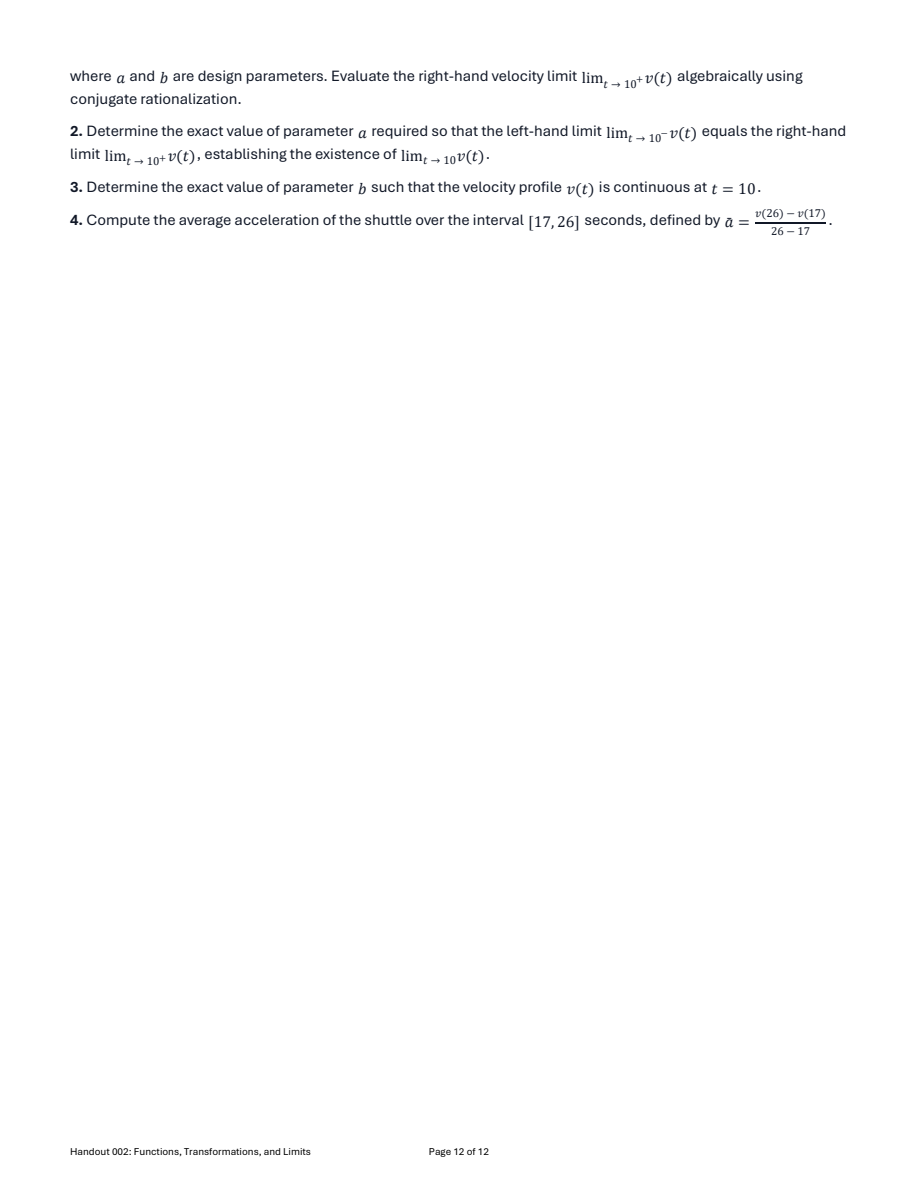 where a and b are design parameters. Evaluate the right-hand velocity limit lim_{t → 10⁺} v(t) algebraically using
conjugate rationalization.
2. Determine the exact value of parameter a required so that the left-hand limit lim_{t → 10⁻} v(t) equals the right-hand
limit lim_{t → 10⁺} v(t), establishing the existence of lim_{t → 10} v(t).
3. Determine the exact value of parameter b such that the velocity profile v(t) is continuous at t = 10.
4. Compute the average acceleration of the shuttle over the interval [17, 26] seconds, defined by ā = \frac{v(26) − v(17)}{26 − 17}.
Handout 002: Functions, Transformations, and Limits Page 12 of 12